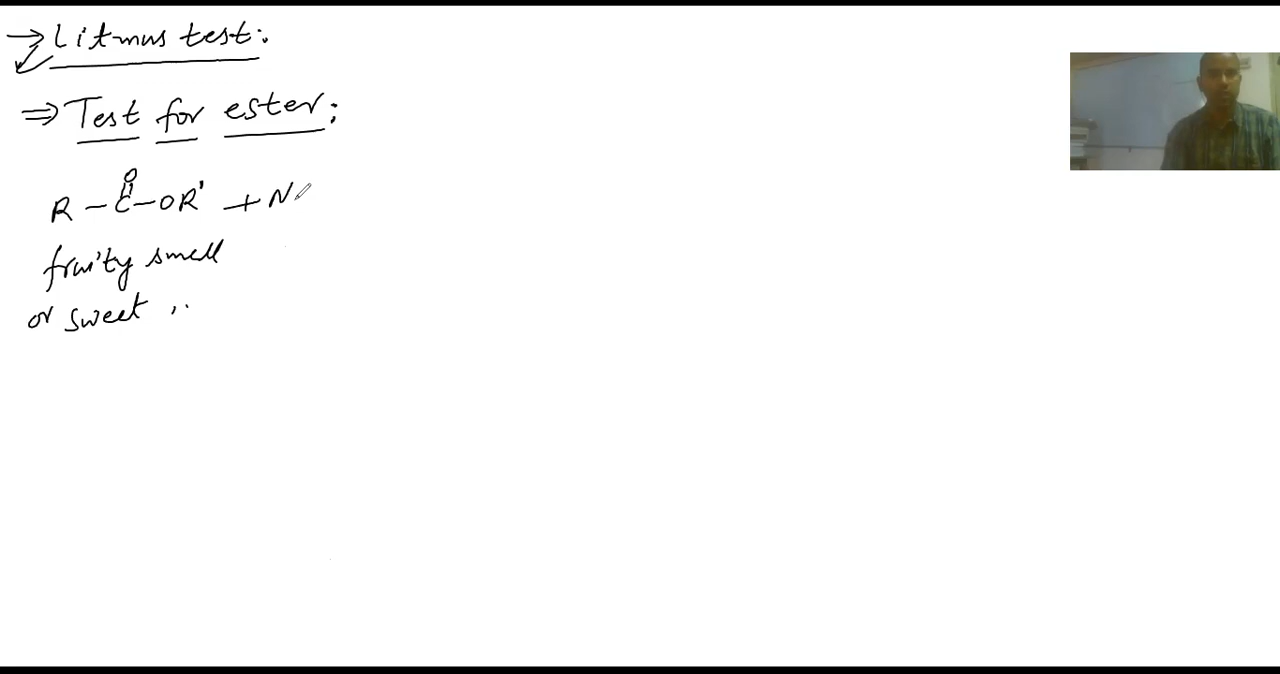 → Litmus test:
⇒ Test for ester:
O
R - C - OR' + N
fruity smell
or sweet ,,